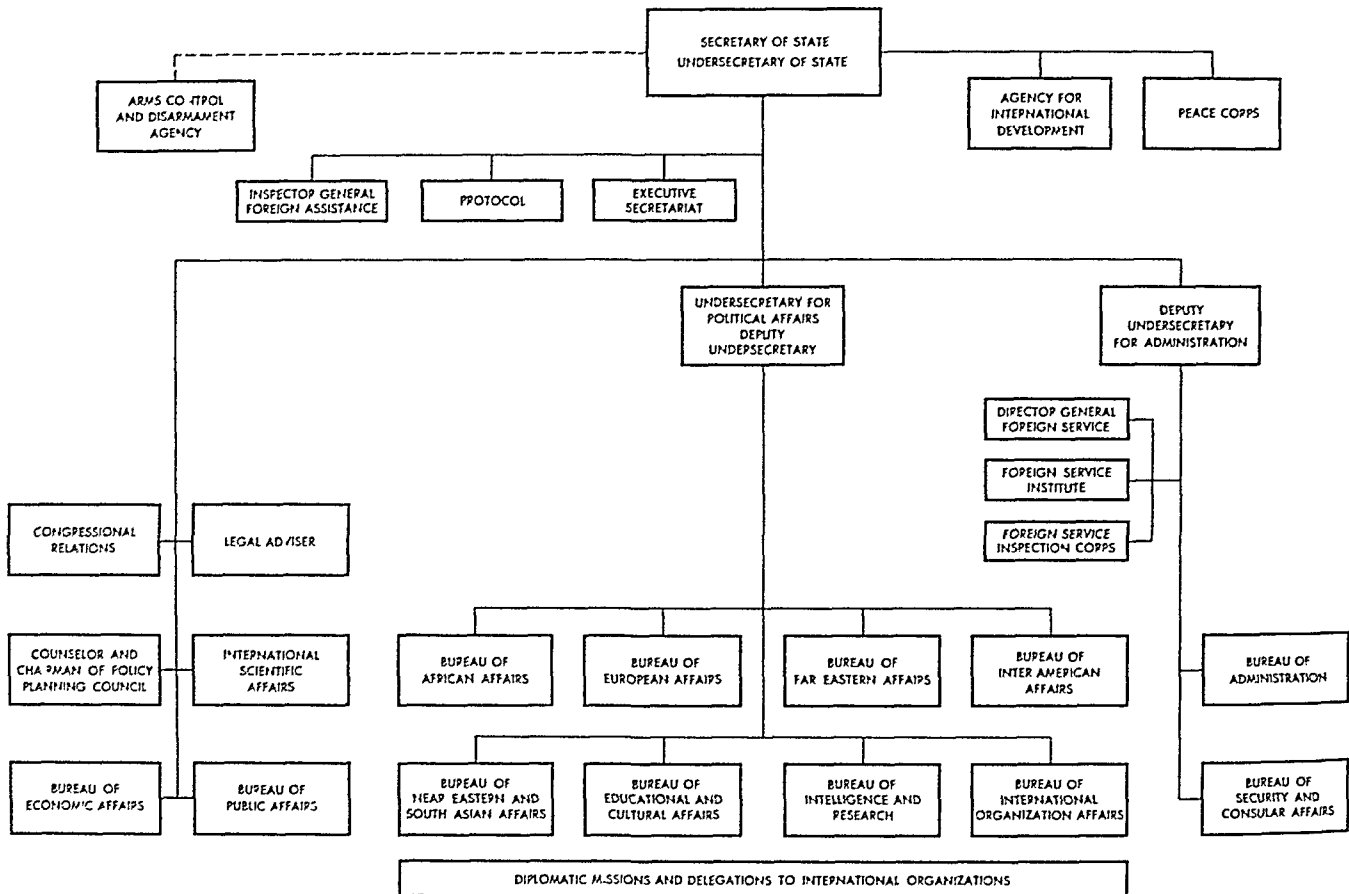 SECRETARY OF STATE
UNDERSECRETARY OF STATE
ARMS CONTROL
AND DISARMAMENT
AGENCY
AGENCY FOR
INTERNATIONAL
DEVELOPMENT
PEACE CORPS
INSPECTOR GENERAL
FOREIGN ASSISTANCE
PROTOCOL
EXECUTIVE
SECRETARIAT
UNDERSECRETARY FOR
POLITICAL AFFAIRS
DEPUTY
UNDERSECRETARY
DEPUTY
UNDERSECRETARY
FOR ADMINISTRATION
DIRECTOR GENERAL
FOREIGN SERVICE
FOREIGN SERVICE
INSTITUTE
FOREIGN SERVICE
INSPECTION CORPS
CONGRESSIONAL
RELATIONS
LEGAL ADVISER
COUNSELOR AND
CHAIRMAN OF POLICY
PLANNING COUNCIL
INTERNATIONAL
SCIENTIFIC
AFFAIRS
BUREAU OF
AFRICAN AFFAIRS
BUREAU OF
EUROPEAN AFFAIRS
BUREAU OF
FAR EASTERN AFFAIRS
BUREAU OF
INTER AMERICAN
AFFAIRS
BUREAU OF
ADMINISTRATION
BUREAU OF
ECONOMIC AFFAIRS
BUREAU OF
PUBLIC AFFAIRS
BUREAU OF
NEAR EASTERN AND
SOUTH ASIAN AFFAIRS
BUREAU OF
EDUCATIONAL AND
CULTURAL AFFAIRS
BUREAU OF
INTELLIGENCE AND
RESEARCH
BUREAU OF
INTERNATIONAL
ORGANIZATION AFFAIRS
BUREAU OF
SECURITY AND
CONSULAR AFFAIRS
DIPLOMATIC MISSIONS AND DELEGATIONS TO INTERNATIONAL ORGANIZATIONS